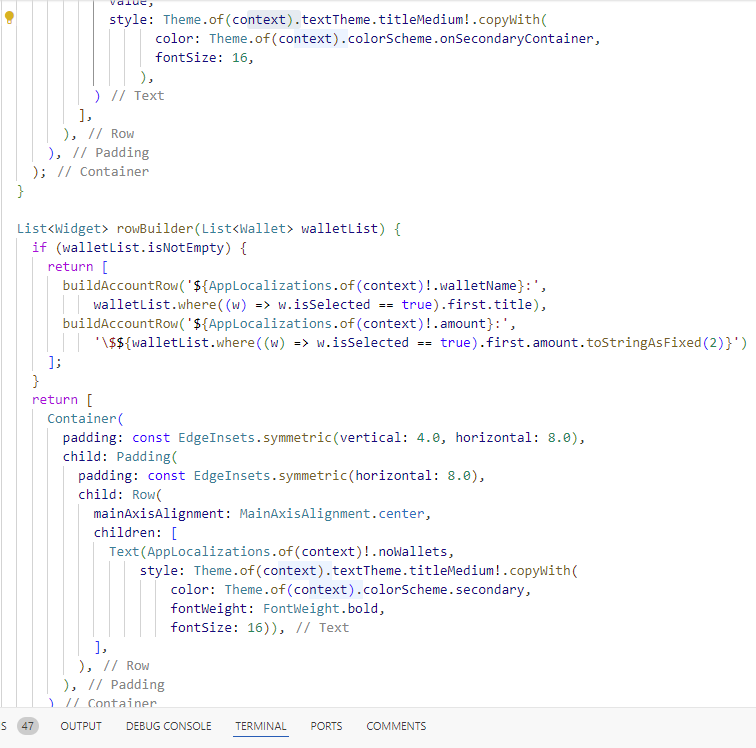 value,
style: Theme.of(context).textTheme.titleMedium!.copyWith(
color: Theme.of(context).colorScheme.onSecondaryContainer,
fontSize: 16,
),
) // Text
],
), // Row
), // Padding
); // Container
}
List<Widget> rowBuilder(List<Wallet> walletList) {
if (walletList.isNotEmpty) {
return [
buildAccountRow('${AppLocalizations.of(context)!.walletName}:',
walletList.where((w) => w.isSelected == true).first.title),
buildAccountRow('${AppLocalizations.of(context)!.amount}:',
'\$${walletList.where((w) => w.isSelected == true).first.amount.toStringAsFixed(2)}')
];
}
return [
Container(
padding: const EdgeInsets.symmetric(vertical: 4.0, horizontal: 8.0),
child: Padding(
padding: const EdgeInsets.symmetric(horizontal: 8.0),
child: Row(
mainAxisAlignment: MainAxisAlignment.center,
children: [
Text(AppLocalizations.of(context)!.noWallets,
style: Theme.of(context).textTheme.titleMedium!.copyWith(
color: Theme.of(context).colorScheme.secondary,
fontWeight: FontWeight.bold,
fontSize: 16)), // Text
],
), // Row
), // Padding
) // Container
S 47 OUTPUT DEBUG CONSOLE TERMINAL PORTS COMMENTS